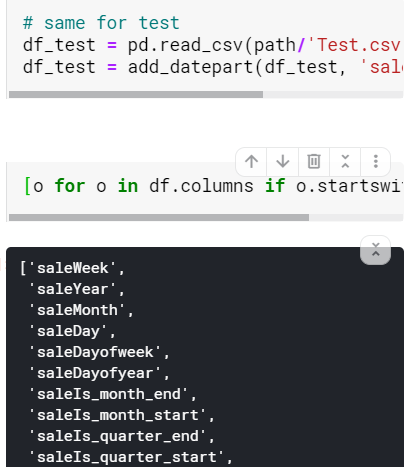 # same for test
df_test = pd.read_csv(path/'Test.csv
df_test = add_datepart(df_test, 'sal
[o for o in df.columns if o.startswi
['saleWeek',
'saleYear',
'saleMonth',
'saleDay',
'saleDayofweek',
'saleDayofyear',
'saleIs_month_end',
'saleIs_month_start',
'saleIs_quarter_end',
'saleIs_quarter_start',